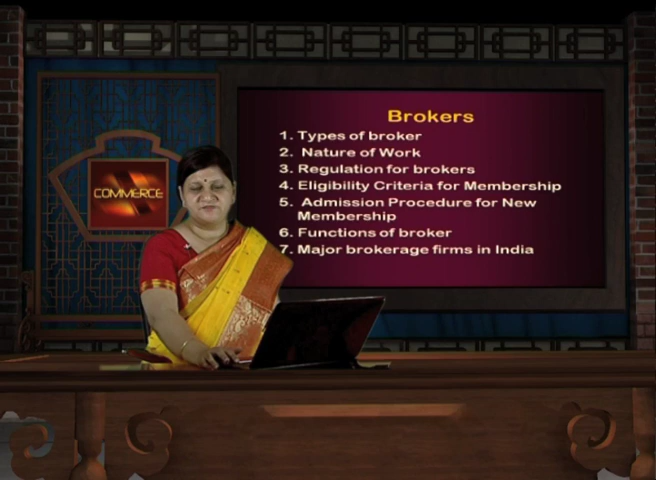 COMMERCE
Brokers
1. Types of broker
2. Nature of Work
3. Regulation for brokers
4. Eligibility Criteria for Membership
5. Admission Procedure for New
Membership
6. Functions of broker
7. Major brokerage firms in India